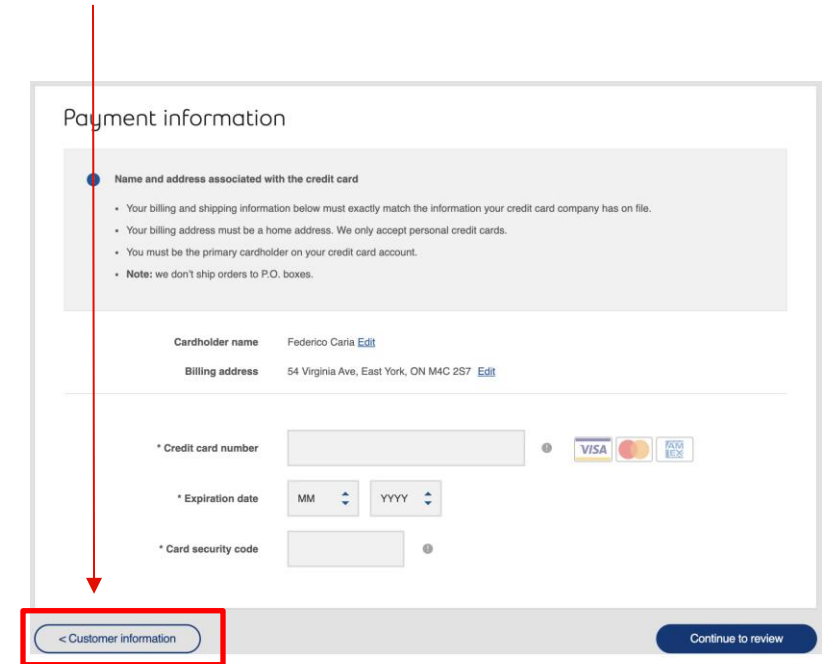 Payment information
Name and address associated with the credit card
• Your billing and shipping information below must exactly match the information your credit card company has on file.
• Your billing address must be a home address. We only accept personal credit cards.
• You must be the primary cardholder on your credit card account.
• Note: we don't ship orders to P.O. boxes.
Cardholder name Federico Caria Edit
Billing address 54 Virginia Ave, East York, ON M4C 2S7 Edit
* Credit card number VISA AM EX
* Expiration date MM YYYY
* Card security code
< Customer information Continue to review